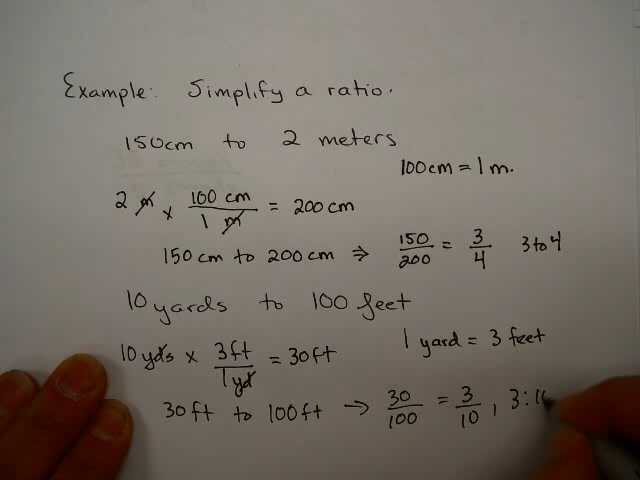 Example: Simplify a ratio.
150cm to 2 meters
100cm = 1m.
2 m × 100 cm / 1 m = 200cm
150 cm to 200 cm ⇒ 150/200 = 3/4 3 to 4
10 yards to 100 feet
1 yard = 3 feet
10 yds × 3ft / 1yd = 30ft
30ft to 100ft → 30/100 = 3/10, 3:1